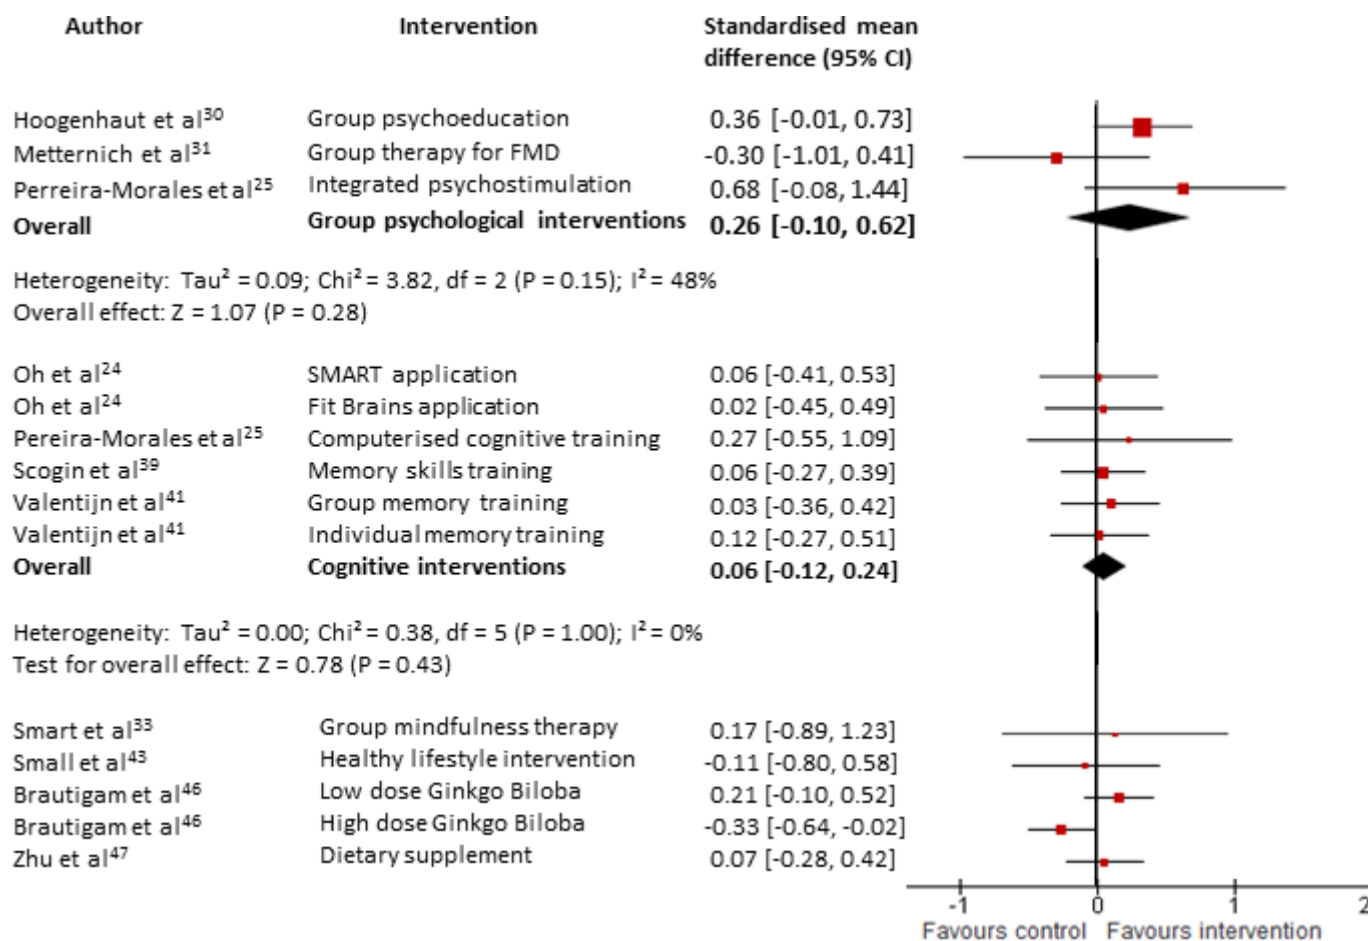 Author Intervention Standardised mean
difference (95% CI)
Hoogenhaut et al³⁰ Group psychoeducation 0.36 [-0.01, 0.73]
Metternich et al³¹ Group therapy for FMD -0.30 [-1.01, 0.41]
Perreira-Morales et al²⁵ Integrated psychostimulation 0.68 [-0.08, 1.44]
Overall Group psychological interventions 0.26 [-0.10, 0.62]
Heterogeneity: Tau² = 0.09; Chi² = 3.82, df = 2 (P = 0.15); I² = 48%
Overall effect: Z = 1.07 (P = 0.28)
Oh et al²⁴ SMART application 0.06 [-0.41, 0.53]
Oh et al²⁴ Fit Brains application 0.02 [-0.45, 0.49]
Pereira-Morales et al²⁵ Computerised cognitive training 0.27 [-0.55, 1.09]
Scogin et al³⁹ Memory skills training 0.06 [-0.27, 0.39]
Valentijn et al⁴¹ Group memory training 0.03 [-0.36, 0.42]
Valentijn et al⁴¹ Individual memory training 0.12 [-0.27, 0.51]
Overall Cognitive interventions 0.06 [-0.12, 0.24]
Heterogeneity: Tau² = 0.00; Chi² = 0.38, df = 5 (P = 1.00); I² = 0%
Test for overall effect: Z = 0.78 (P = 0.43)
Smart et al³³ Group mindfulness therapy 0.17 [-0.89, 1.23]
Small et al⁴³ Healthy lifestyle intervention -0.11 [-0.80, 0.58]
Brautigam et al⁴⁶ Low dose Ginkgo Biloba 0.21 [-0.10, 0.52]
Brautigam et al⁴⁶ High dose Ginkgo Biloba -0.33 [-0.64, -0.02]
Zhu et al⁴⁷ Dietary supplement 0.07 [-0.28, 0.42]
-1 0 1 2
Favours control Favours intervention